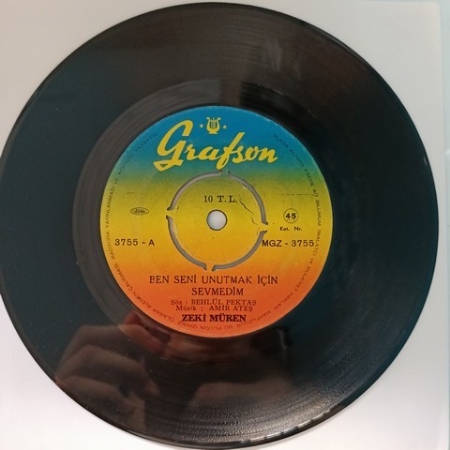 Grafson
10 T.L.
45
Kat. Nr.
3755 - A
MGZ - 3755
BEN SENİ UNUTMAK İÇİN
SEVMEDİM
Söz : BEHLÜL PEKTAŞ
Müzik : AMİR ATEŞ
ZEKİ MÜREN